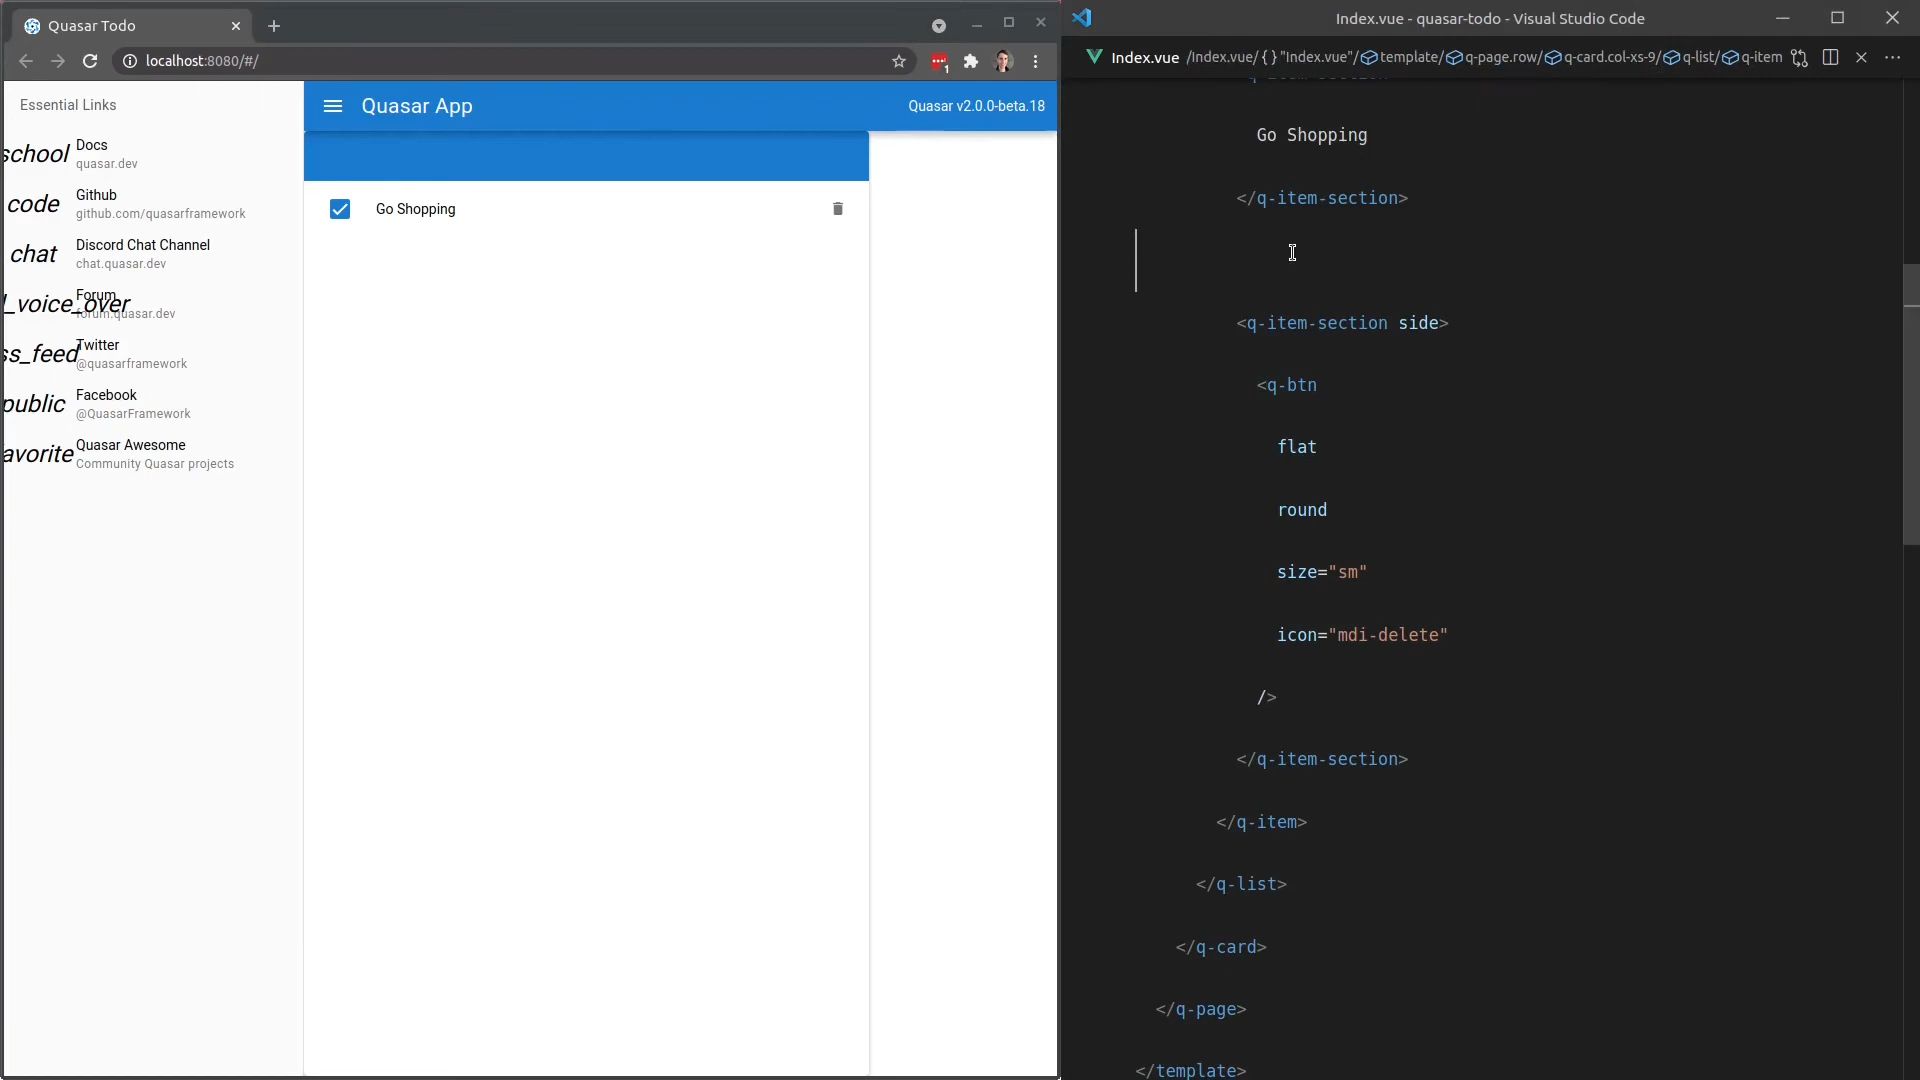 Quasar Todo
localhost:8080/#/
Essential Links
school
Docs
quasar.dev
code
Github
github.com/quasarframework
chat
Discord Chat Channel
chat.quasar.dev
_voice_over
Forum
forum.quasar.dev
ss_feed
Twitter
@quasarframework
public
Facebook
@QuasarFramework
avorite
Quasar Awesome
Community Quasar projects
Quasar App
Quasar v2.0.0-beta.18
Go Shopping
Index.vue - quasar-todo - Visual Studio Code
Index.vue /Index.vue/{}"Index.vue"/template/q-page.row/q-card.col-xs-9/q-list/q-item
Go Shopping
</q-item-section>
<q-item-section side>
<q-btn
flat
round
size="sm"
icon="mdi-delete"
/>
</q-item-section>
</q-item>
</q-list>
</q-card>
</q-page>
</template>